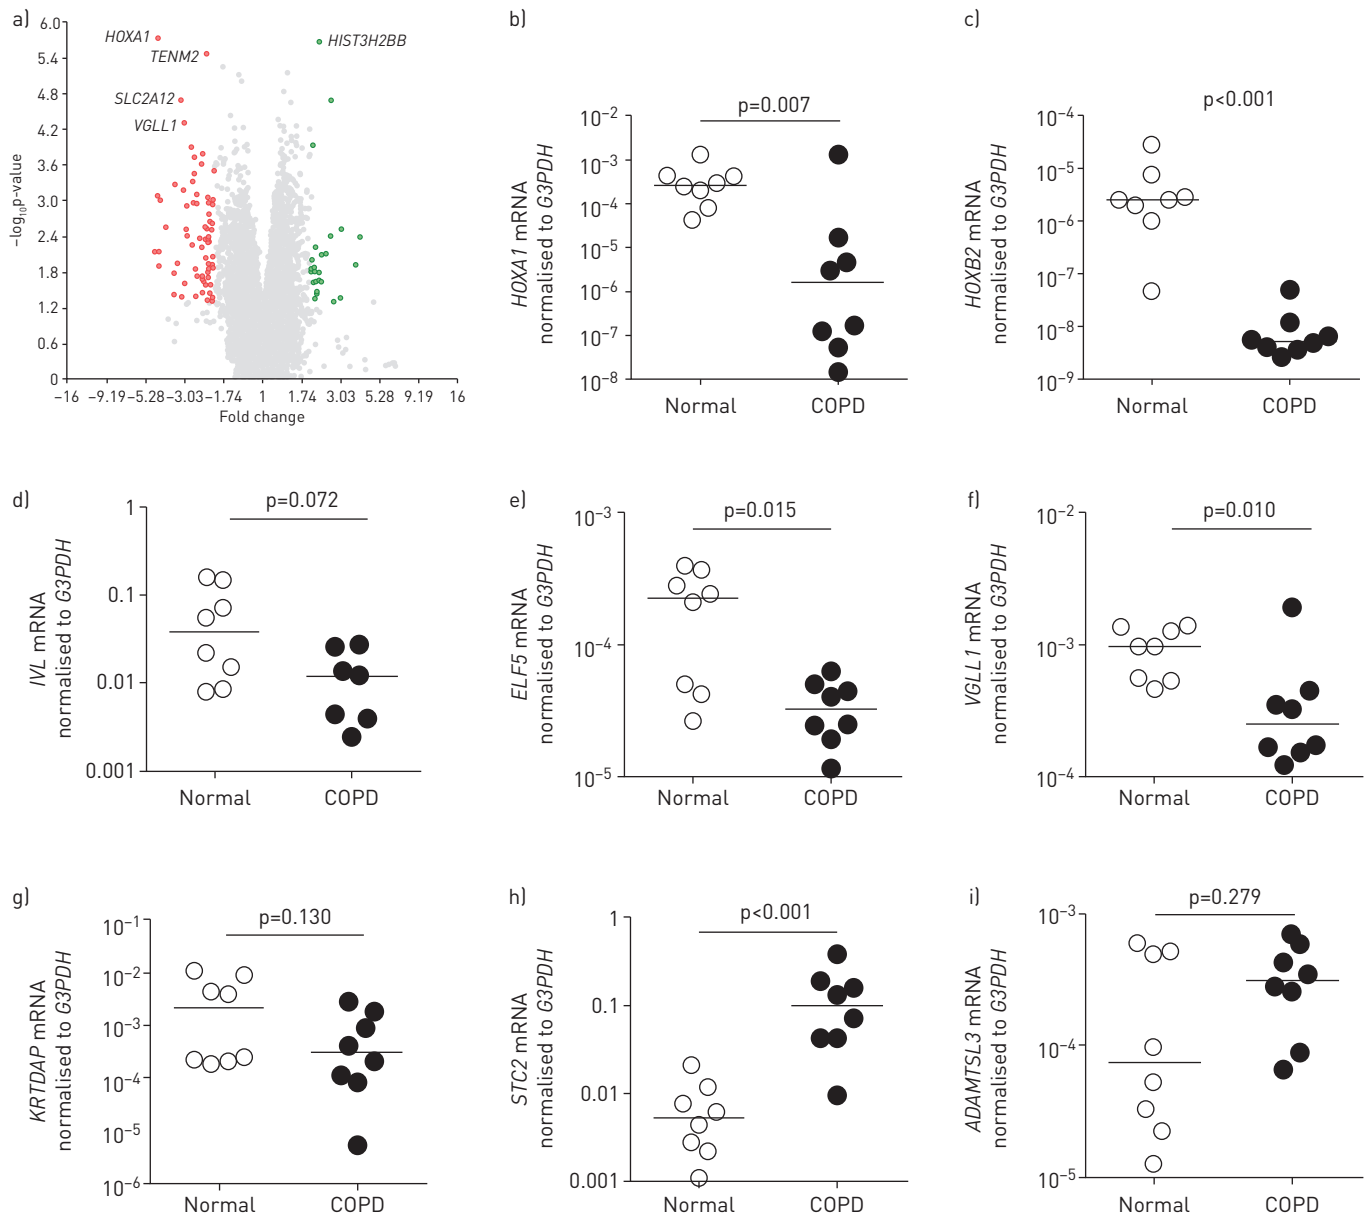 a)
6.0
5.4
4.8
4.2
3.6
3.0
2.4
1.8
1.2
0.6
0
−log₁₀p-value
HOXA1
TENM2
SLC2A12
VGLL1
HIST3H2BB
−16 −9.19 −5.28 −3.03 −1.74 1 1.74 3.03 5.28 9.19 16
Fold change
b)
p=0.007
10⁻²
10⁻³
10⁻⁴
10⁻⁵
10⁻⁶
10⁻⁷
10⁻⁸
HOXA1 mRNA
normalised to G3PDH
Normal COPD
c)
p<0.001
10⁻⁴
10⁻⁵
10⁻⁶
10⁻⁷
10⁻⁸
10⁻⁹
HOXB2 mRNA
normalised to G3PDH
Normal COPD
d)
p=0.072
1
0.1
0.01
0.001
IVL mRNA
normalised to G3PDH
Normal COPD
e)
p=0.015
10⁻³
10⁻⁴
10⁻⁵
ELF5 mRNA
normalised to G3PDH
Normal COPD
f)
p=0.010
10⁻²
10⁻³
10⁻⁴
VGLL1 mRNA
normalised to G3PDH
Normal COPD
g)
p=0.130
10⁻¹
10⁻²
10⁻³
10⁻⁴
10⁻⁵
10⁻⁶
KRTDAP mRNA
normalised to G3PDH
Normal COPD
h)
p<0.001
1
0.1
0.01
0.001
STC2 mRNA
normalised to G3PDH
Normal COPD
i)
p=0.279
10⁻³
10⁻⁴
10⁻⁵
ADAMTSL3 mRNA
normalised to G3PDH
Normal COPD